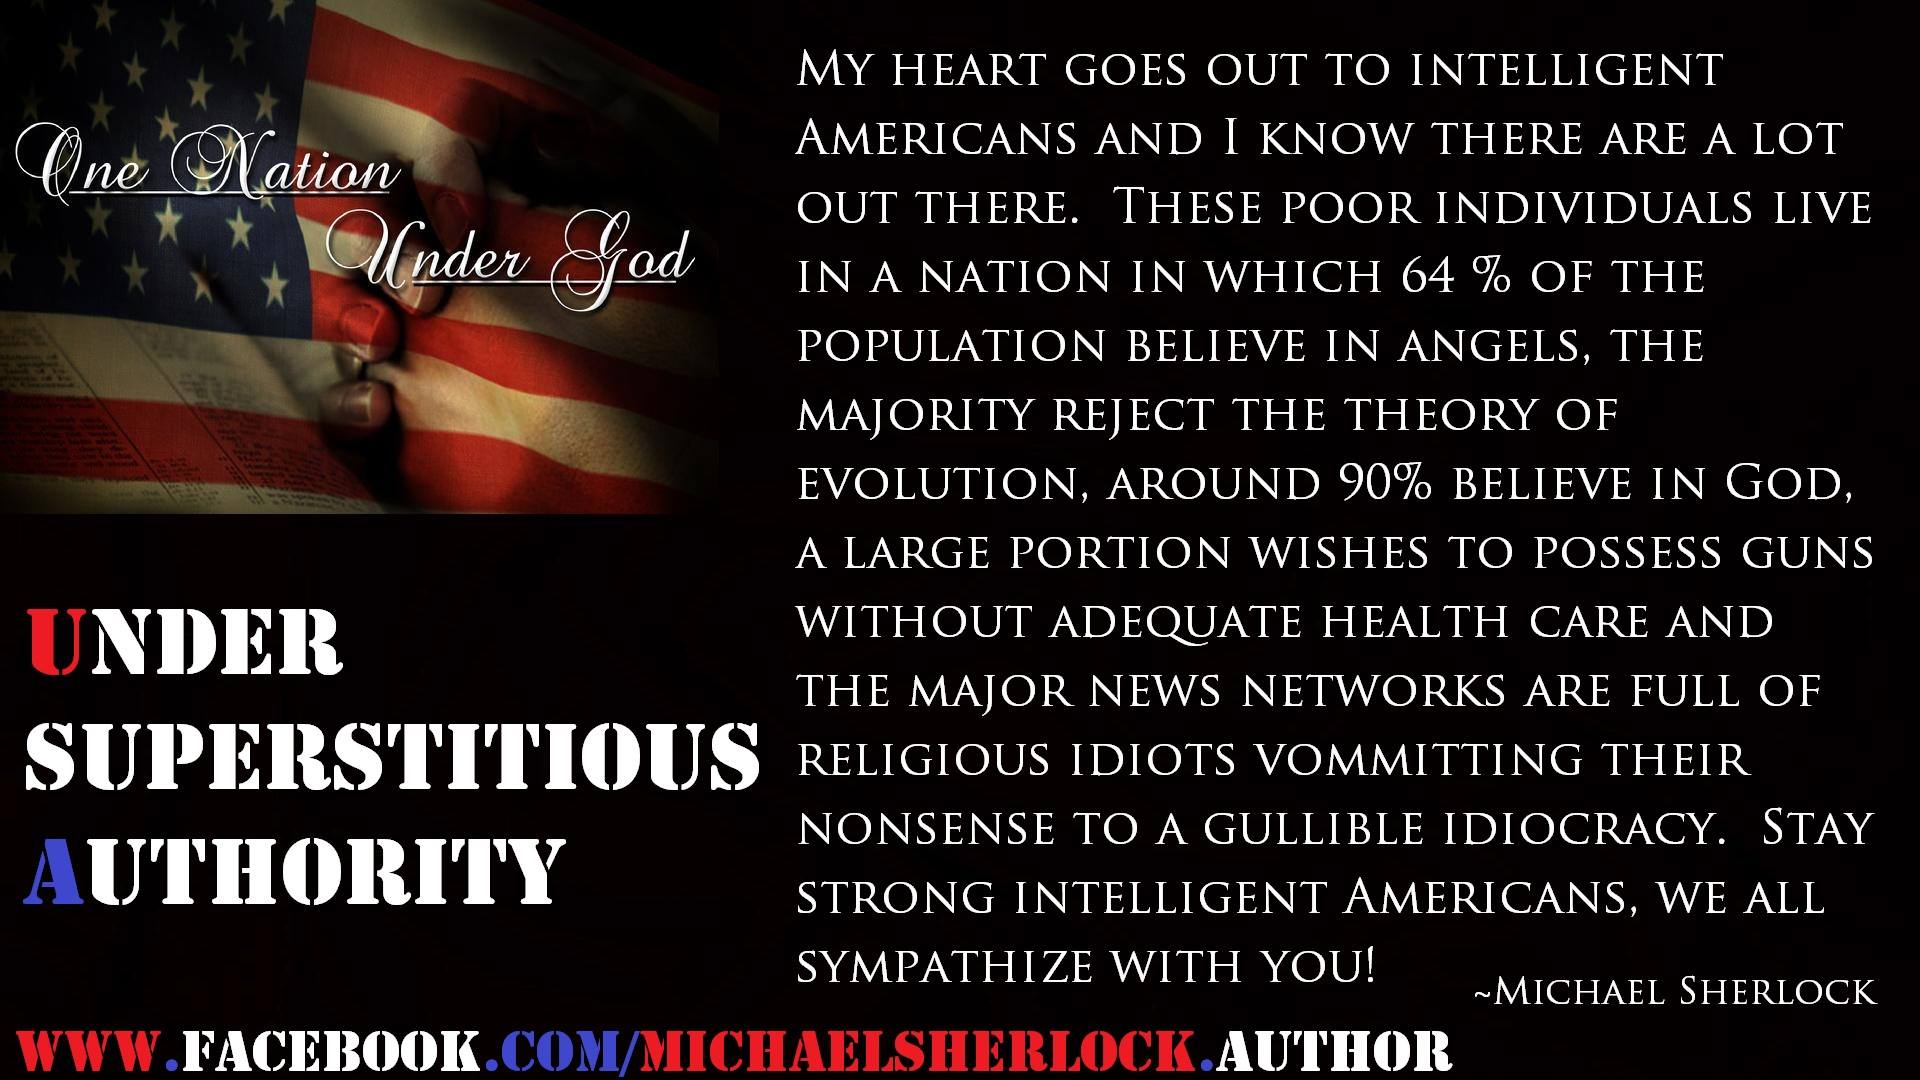 One Nation
Under God
UNDER
SUPERSTITIOUS
AUTHORITY
My heart goes out to intelligent
Americans and I know there are a lot
out there. These poor individuals live
in a nation in which 64 % of the
population believe in angels, the
majority reject the theory of
evolution, around 90% believe in God,
a large portion wishes to possess guns
without adequate health care and
the major news networks are full of
religious idiots vommitting their
nonsense to a gullible idiocracy. Stay
strong intelligent Americans, we all
sympathize with you!
~Michael Sherlock
WWW.FACEBOOK.COM/MICHAELSHERLOCK.AUTHOR